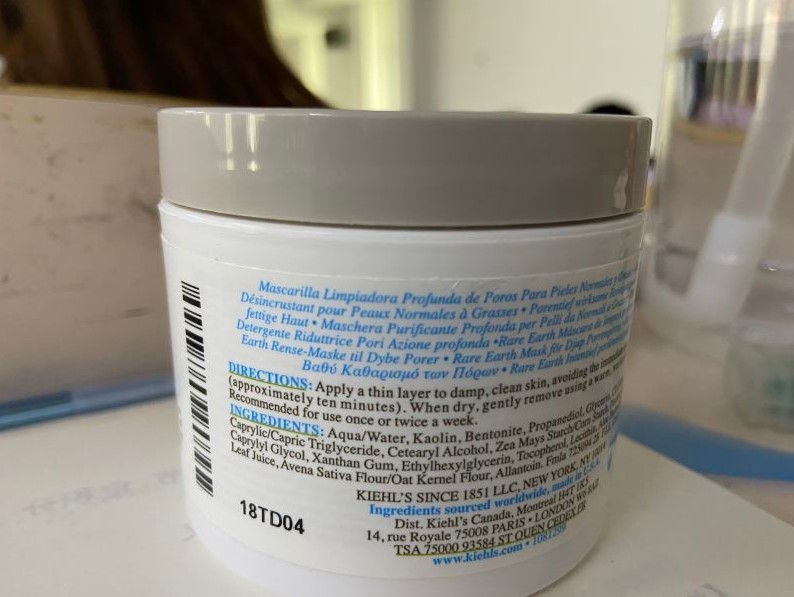 Mascarilla Limpiadora Profunda de Poros Para Pieles Normales y
Désincrustant pour Peaux Normales à Grasses • Porentief wirksame
fettige Haut • Maschera Purificante Profonda per Pelli da Normali
Detergente Riduttrice Pori Azione profonda •Rare Earth Máscara de
Earth Rense-Maske til Dybe Porer • Rare Earth Mask för Djup
Βαθύ Καθαρισμό των Πόρων • Rare Earth
DIRECTIONS: Apply a thin layer to damp, clean skin, avoiding the immediate
(approximately ten minutes). When dry, gently remove using a warm,
Recommended for use once or twice a week.
INGREDIENTS: Aqua/Water, Kaolin, Bentonite, Propanediol, Glycerin,
Caprylic/Capric Triglyceride, Cetearyl Alcohol, Zea Mays Starch/Corn Starch,
Caprylyl Glycol, Xanthan Gum, Ethylhexylglycerin, Tocopherol, Lecithin,
Leaf Juice, Avena Sativa Flour/Oat Kernel Flour, Allantoin. Finla 725094
KIEHL'S SINCE 1851 LLC, NEW YORK, NY
Ingredients sourced worldwide, made in U.S.A.
18TD04
Dist. Kiehl's Canada, Montreal H4T 1K5
14, rue Royale 75008 PARIS • LONDON W6 8AZ
TSA 75000 93584 ST OUEN CEDEX FR
www.kiehls.com •